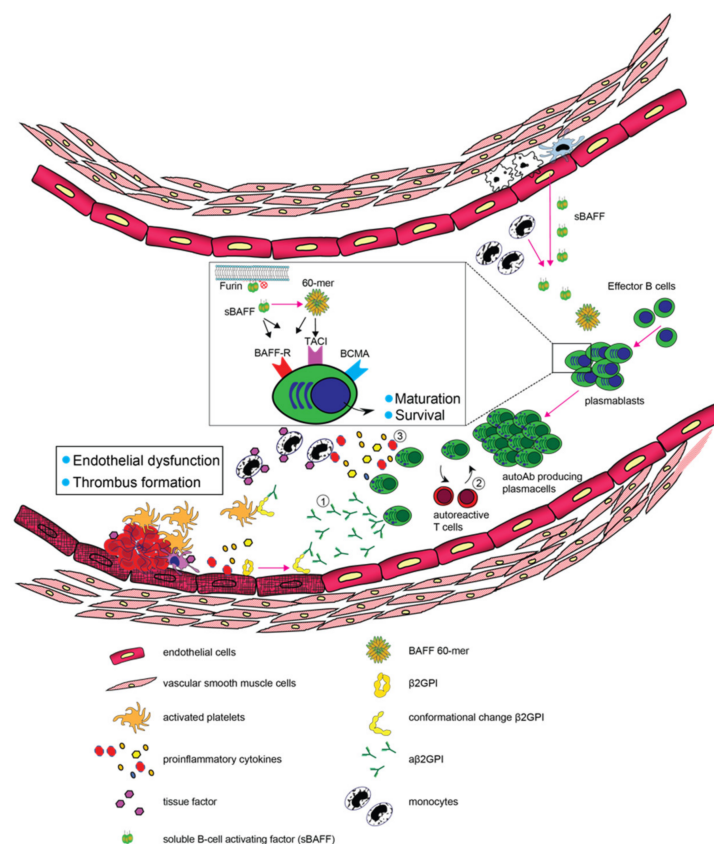 sBAFF
Effector B cells
Furin
60-mer
sBAFF
TACI
BAFF-R
BCMA
Maturation
Survival
plasmablasts
Endothelial dysfunction
Thrombus formation
3
1
2
autoreactive
T cells
autoAb producing
plasmacells
endothelial cells
BAFF 60-mer
vascular smooth muscle cells
β2GPI
activated platelets
conformational change β2GPI
proinflammatory cytokines
aβ2GPI
tissue factor
monocytes
soluble B-cell activating factor (sBAFF)